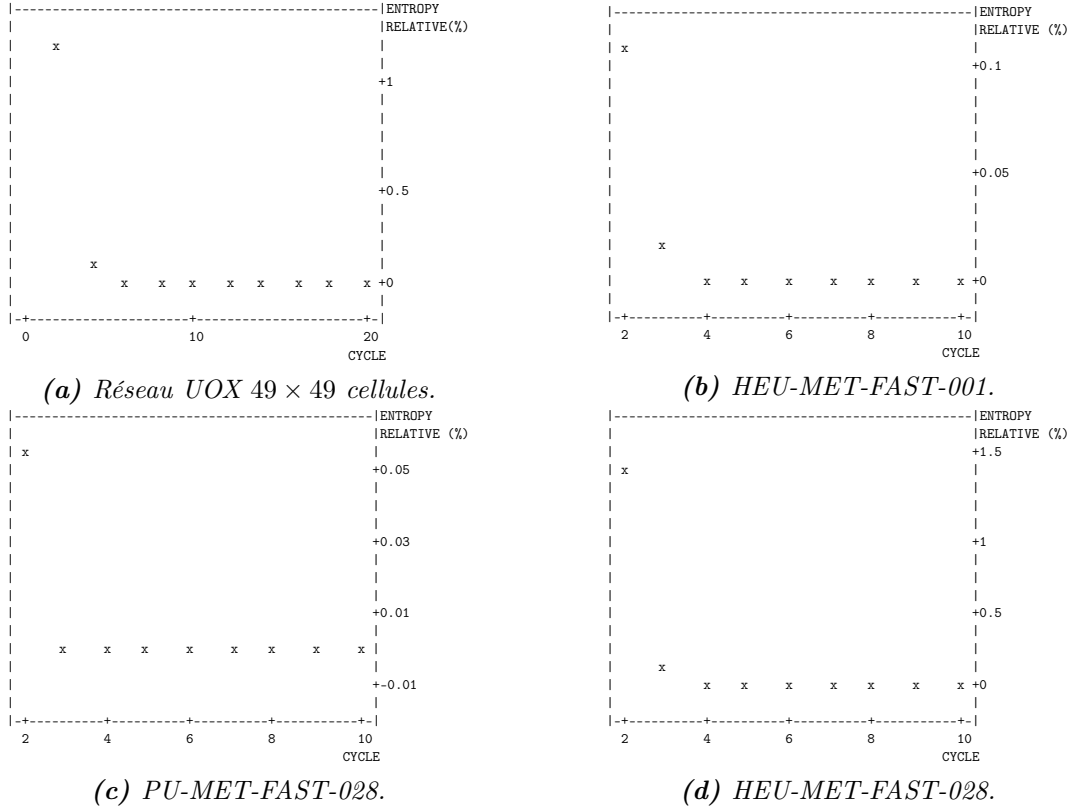 |----------------------------------------|ENTROPY
|RELATIVE(%)
x
+1
+0.5
x
x x x x x x x x +0
|-+------------------+------------------+-|
0 10 20
CYCLE
(a) Réseau UOX 49 × 49 cellules.
|----------------------------------------|ENTROPY
|RELATIVE (%)
x
+0.1
+0.05
x
x x x x x x x +0
|-+---------+--------+--------+---------+-|
2 4 6 8 10
CYCLE
(b) HEU-MET-FAST-001.
|----------------------------------------|ENTROPY
|RELATIVE (%)
x
+0.05
+0.03
+0.01
x x x x x x x x |
+-0.01
|-+--------+---------+--------+---------+-|
2 4 6 8 10
CYCLE
(c) PU-MET-FAST-028.
|----------------------------------------|ENTROPY
|RELATIVE (%)
+1.5
x
+1
+0.5
x
x x x x x x x +0
|-+---------+--------+--------+---------+-|
2 4 6 8 10
CYCLE
(d) HEU-MET-FAST-028.